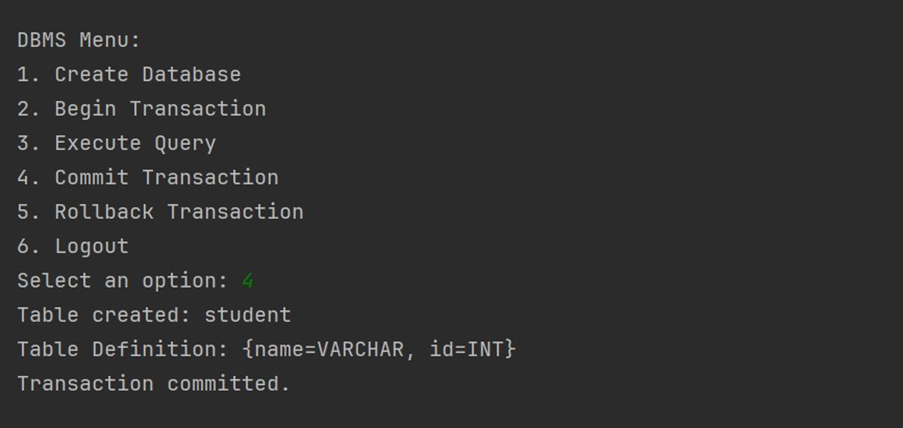 DBMS Menu:
1. Create Database
2. Begin Transaction
3. Execute Query
4. Commit Transaction
5. Rollback Transaction
6. Logout
Select an option: 4
Table created: student
Table Definition: {name=VARCHAR, id=INT}
Transaction committed.